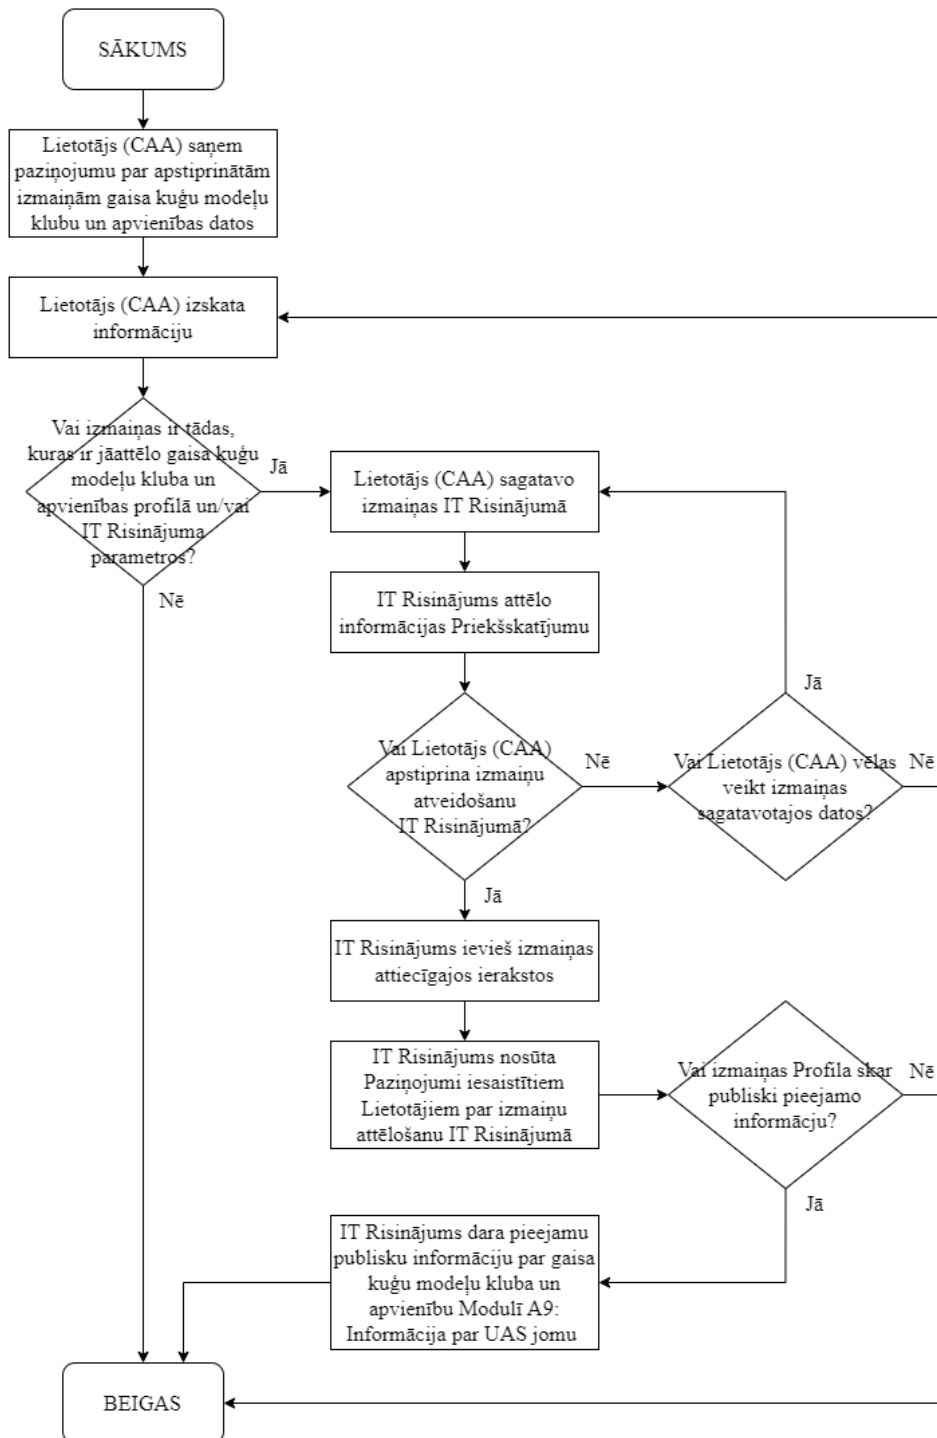 SĀKUMS
Lietotājs (CAA) saņem
paziņojumu par apstiprinātām
izmaiņām gaisa kuģu modeļu
klubu un apvienības datos
Lietotājs (CAA) izskata
informāciju
Vai izmaiņas ir tādas,
kuras ir jāattēlo gaisa kuģu
modeļu kluba un
apvienības profilā un/vai
IT Risinājuma
parametros?
Jā
Nē
Lietotājs (CAA) sagatavo
izmaiņas IT Risinājumā
IT Risinājums attēlo
informācijas Priekšskatījumu
Vai Lietotājs (CAA)
apstiprina izmaiņu
atveidošanu
IT Risinājumā?
Nē
Jā
Vai Lietotājs (CAA) vēlas
veikt izmaiņas
sagatavotajos datos?
Jā
Nē
IT Risinājums ievieš izmaiņas
attiecīgajos ierakstos
IT Risinājums nosūta
Paziņojumi iesaistītiem
Lietotājiem par izmaiņu
attēlošanu IT Risinājumā
Vai izmaiņas Profila skar
publiski pieejamo
informācju?
Nē
Jā
IT Risinājums dara pieejamu
publisku informāciju par gaisa
kuģu modeļu kluba un
apvienību Modulī A9:
Informācija par UAS jomu
BEIGAS